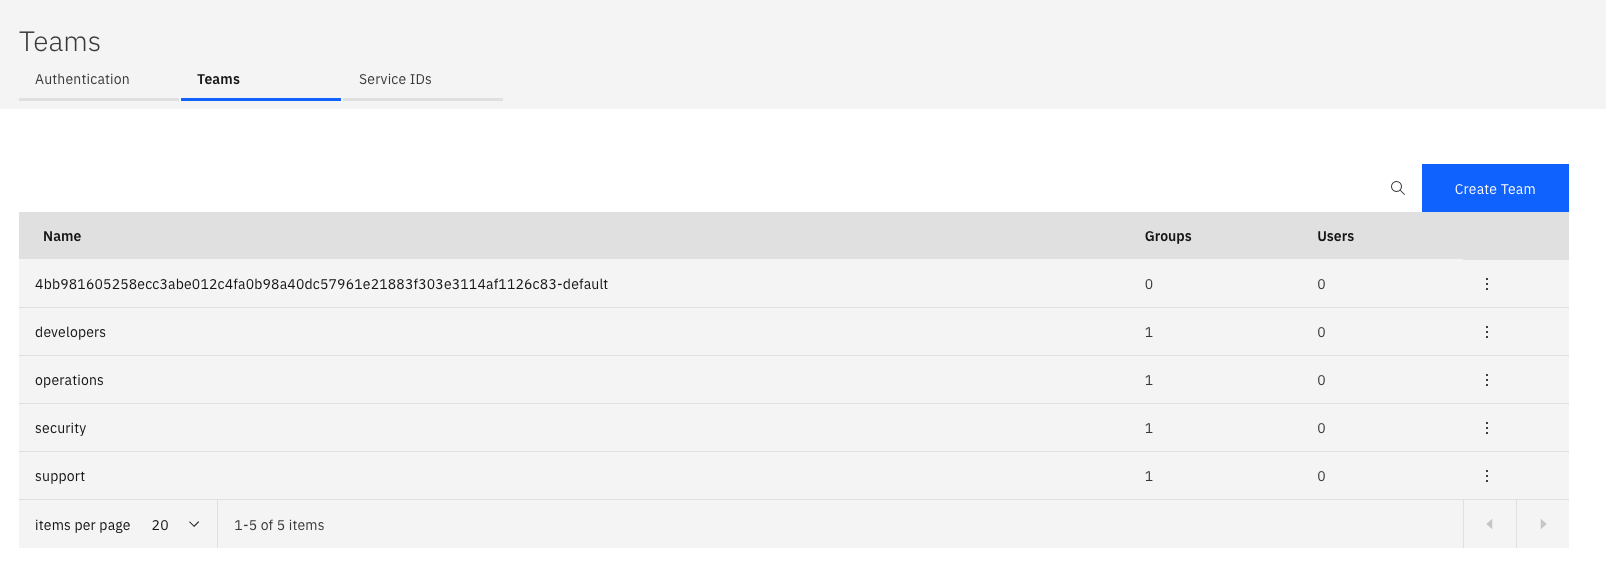 Teams
Authentication Teams Service IDs
Create Team
Name Groups Users
4bb981605258ecc3abe012c4fa0b98a40dc57961e21883f303e3114af1126c83-default 0 0
developers 1 0
operations 1 0
security 1 0
support 1 0
items per page 20 1-5 of 5 items